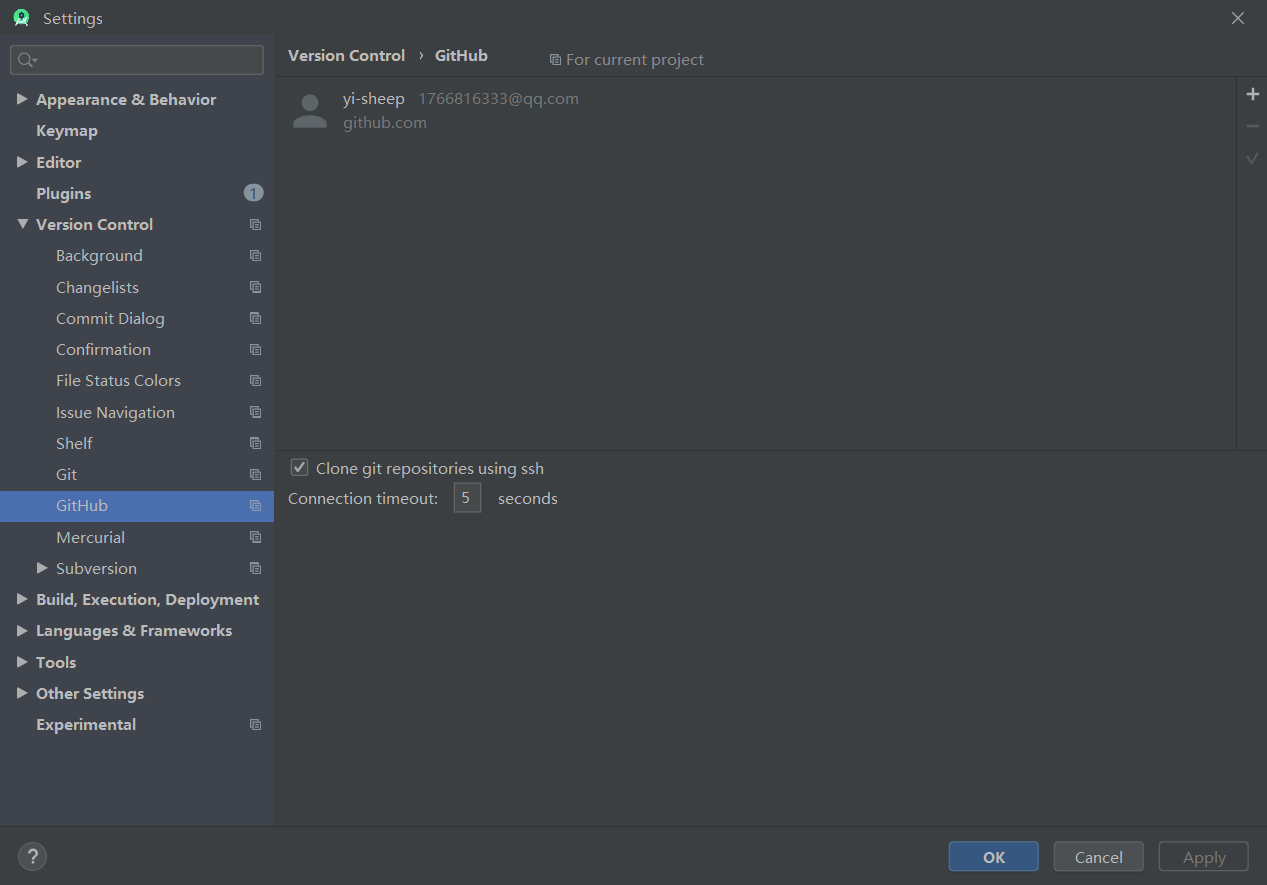 Settings
Version Control › GitHub For current project
Appearance & Behavior
Keymap
Editor
Plugins 1
Version Control
Background
Changelists
Commit Dialog
Confirmation
File Status Colors
Issue Navigation
Shelf
Git
GitHub
Mercurial
Subversion
Build, Execution, Deployment
Languages & Frameworks
Tools
Other Settings
Experimental
yi-sheep 1766816333@qq.com
github.com
Clone git repositories using ssh
Connection timeout: 5 seconds
?
OK Cancel Apply